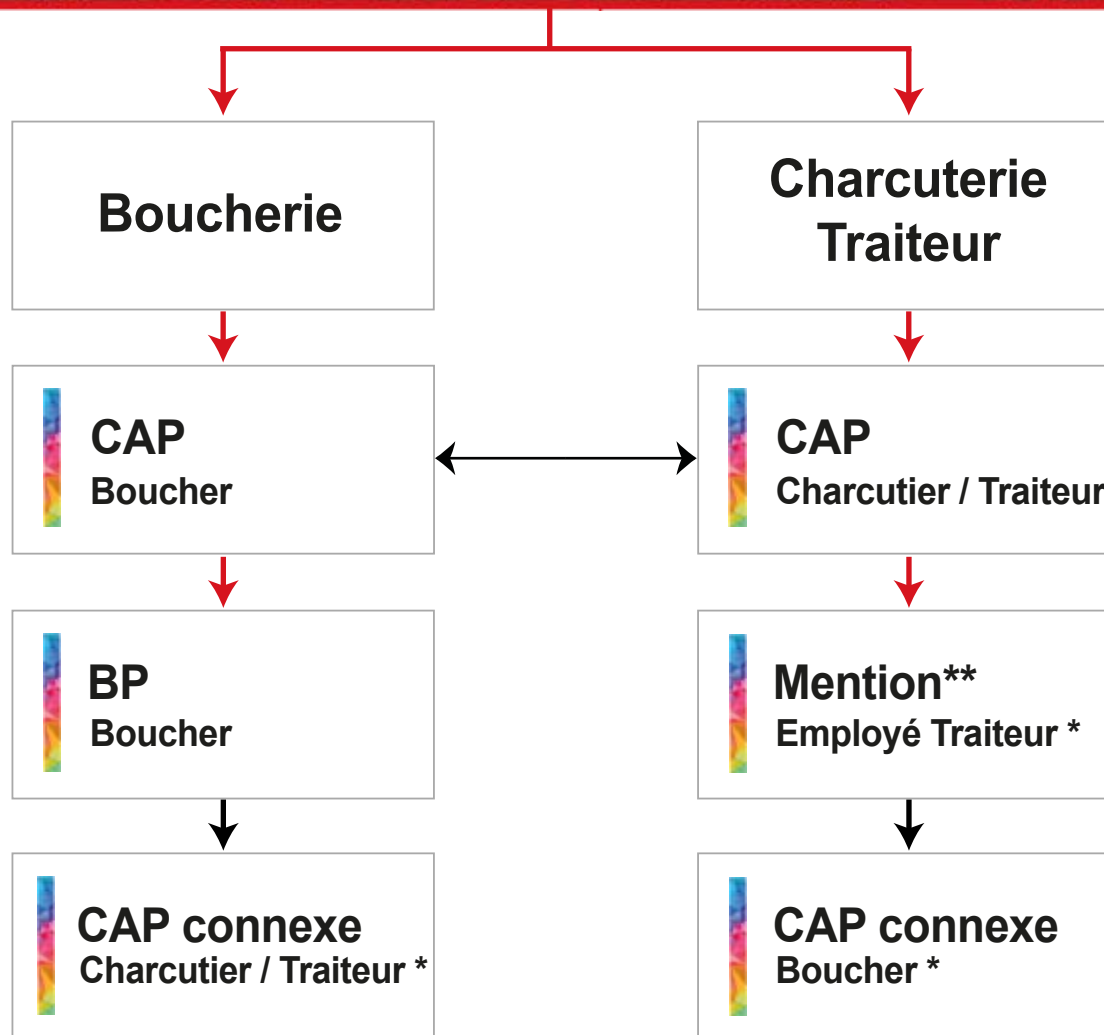 Boucherie
Charcuterie
Traiteur
CAP
Boucher
CAP
Charcutier / Traiteur
BP
Boucher
Mention**
Employé Traiteur *
CAP connexe
Charcutier / Traiteur *
CAP connexe
Boucher *